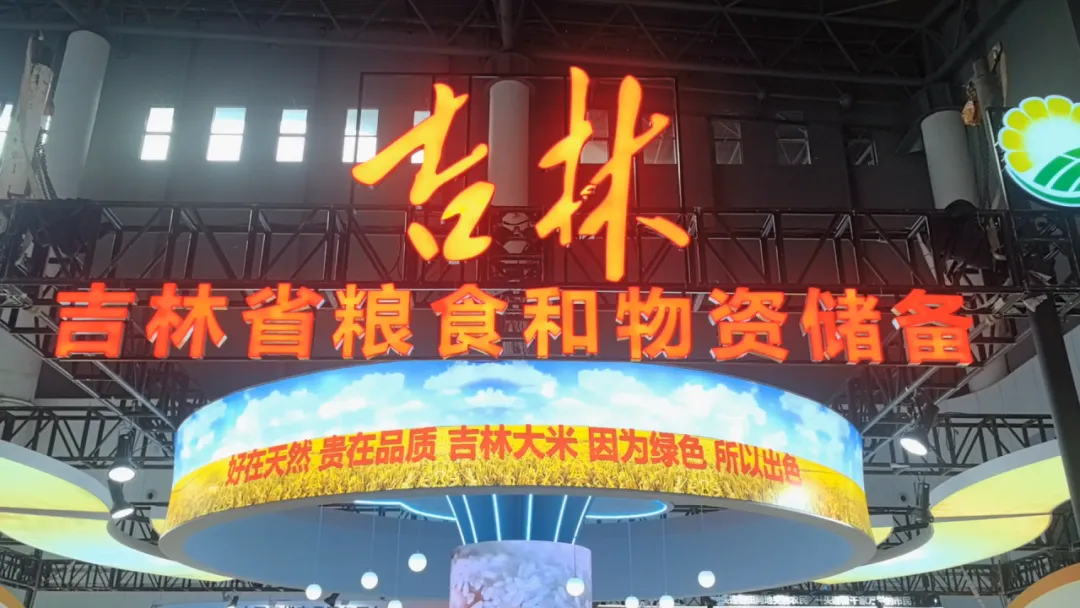 吉林
吉林省粮食和物资储备
好在天然 贵在品质 吉林大米 因为绿色 所以出色